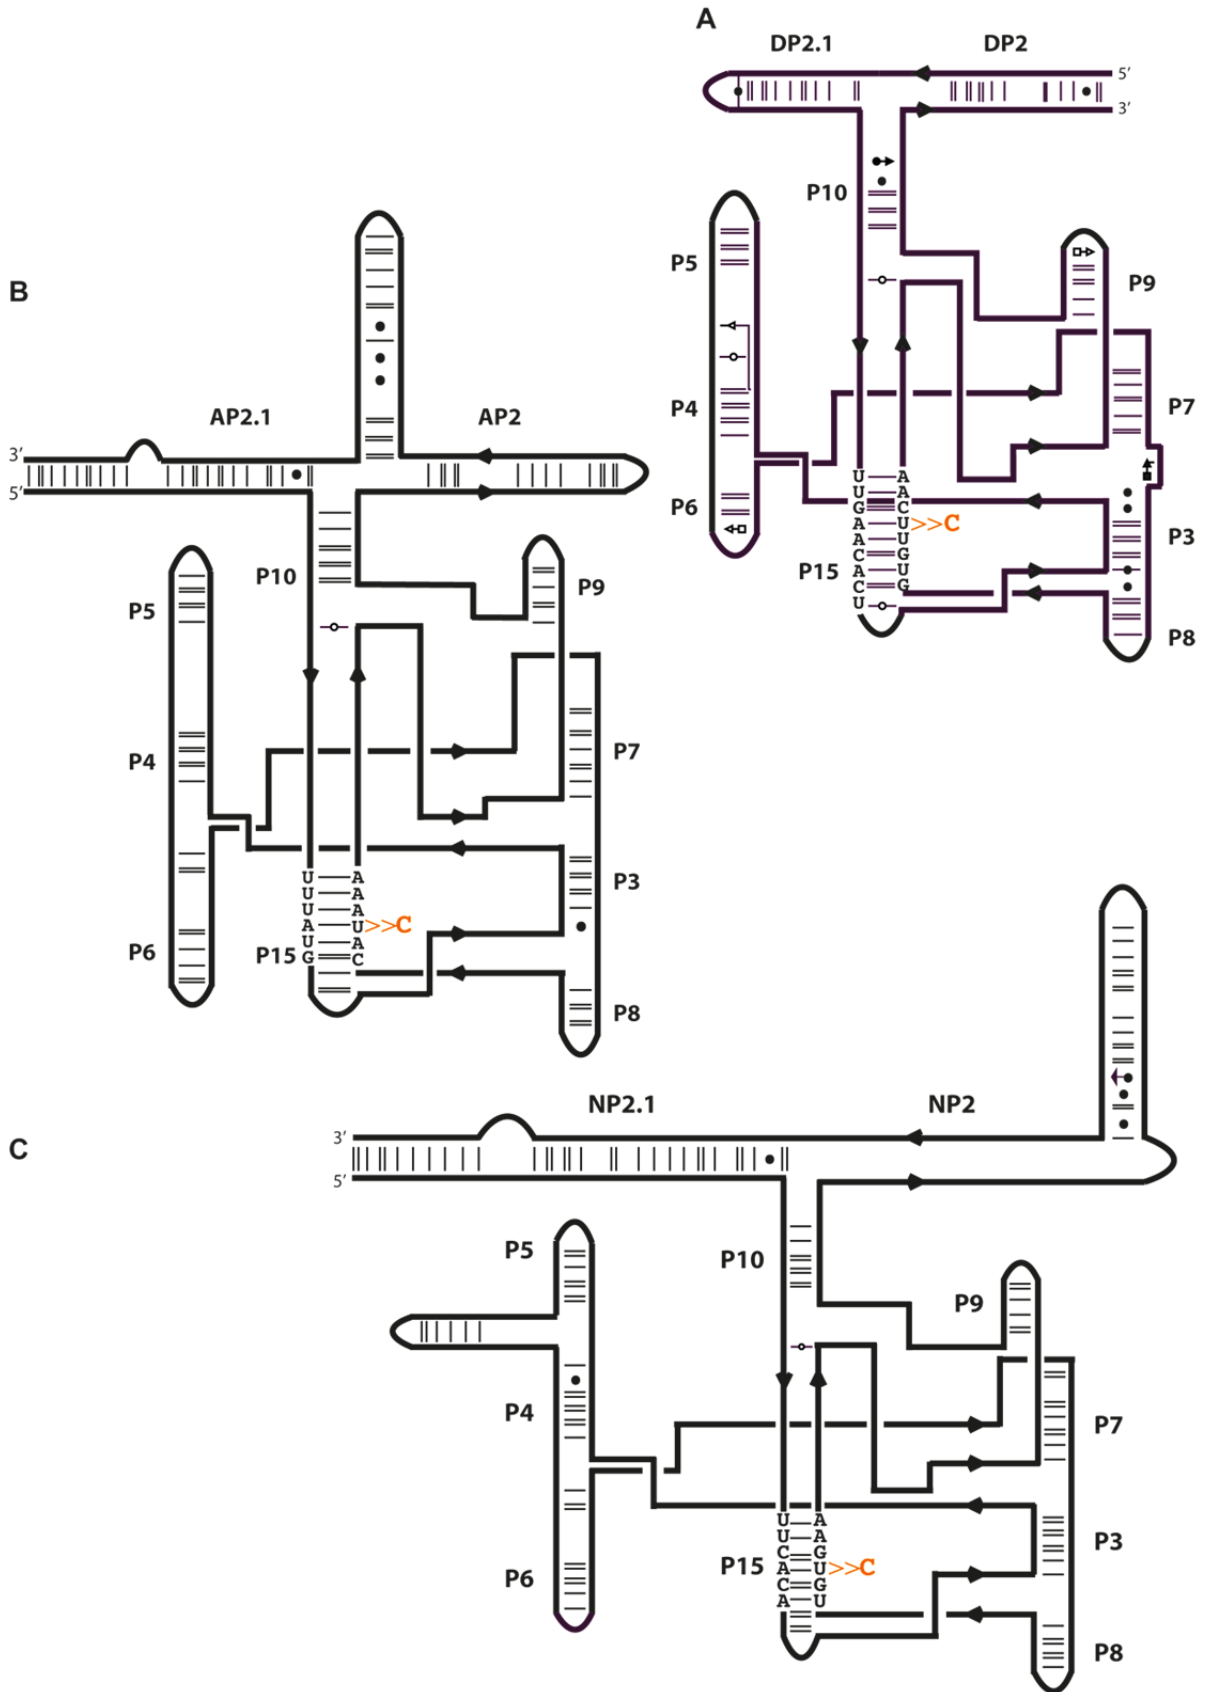 A
DP2.1 DP2
5’
3’
P10
P5
P9
P4
P7
P6
P3
P15
P8
U A
U A
G C
A U >>C
A U
C G
A U
C G
U
B
AP2.1 AP2
3’
5’
P10
P9
P5
P4
P7
P3
P6
P15
P8
U A
U A
U A
A U >>C
U A
G C
C
NP2.1 NP2
3’
5’
P10
P5
P9
P4
P7
P3
P15
P6
P8
U A
U A
C G
A U >>C
C G
A U